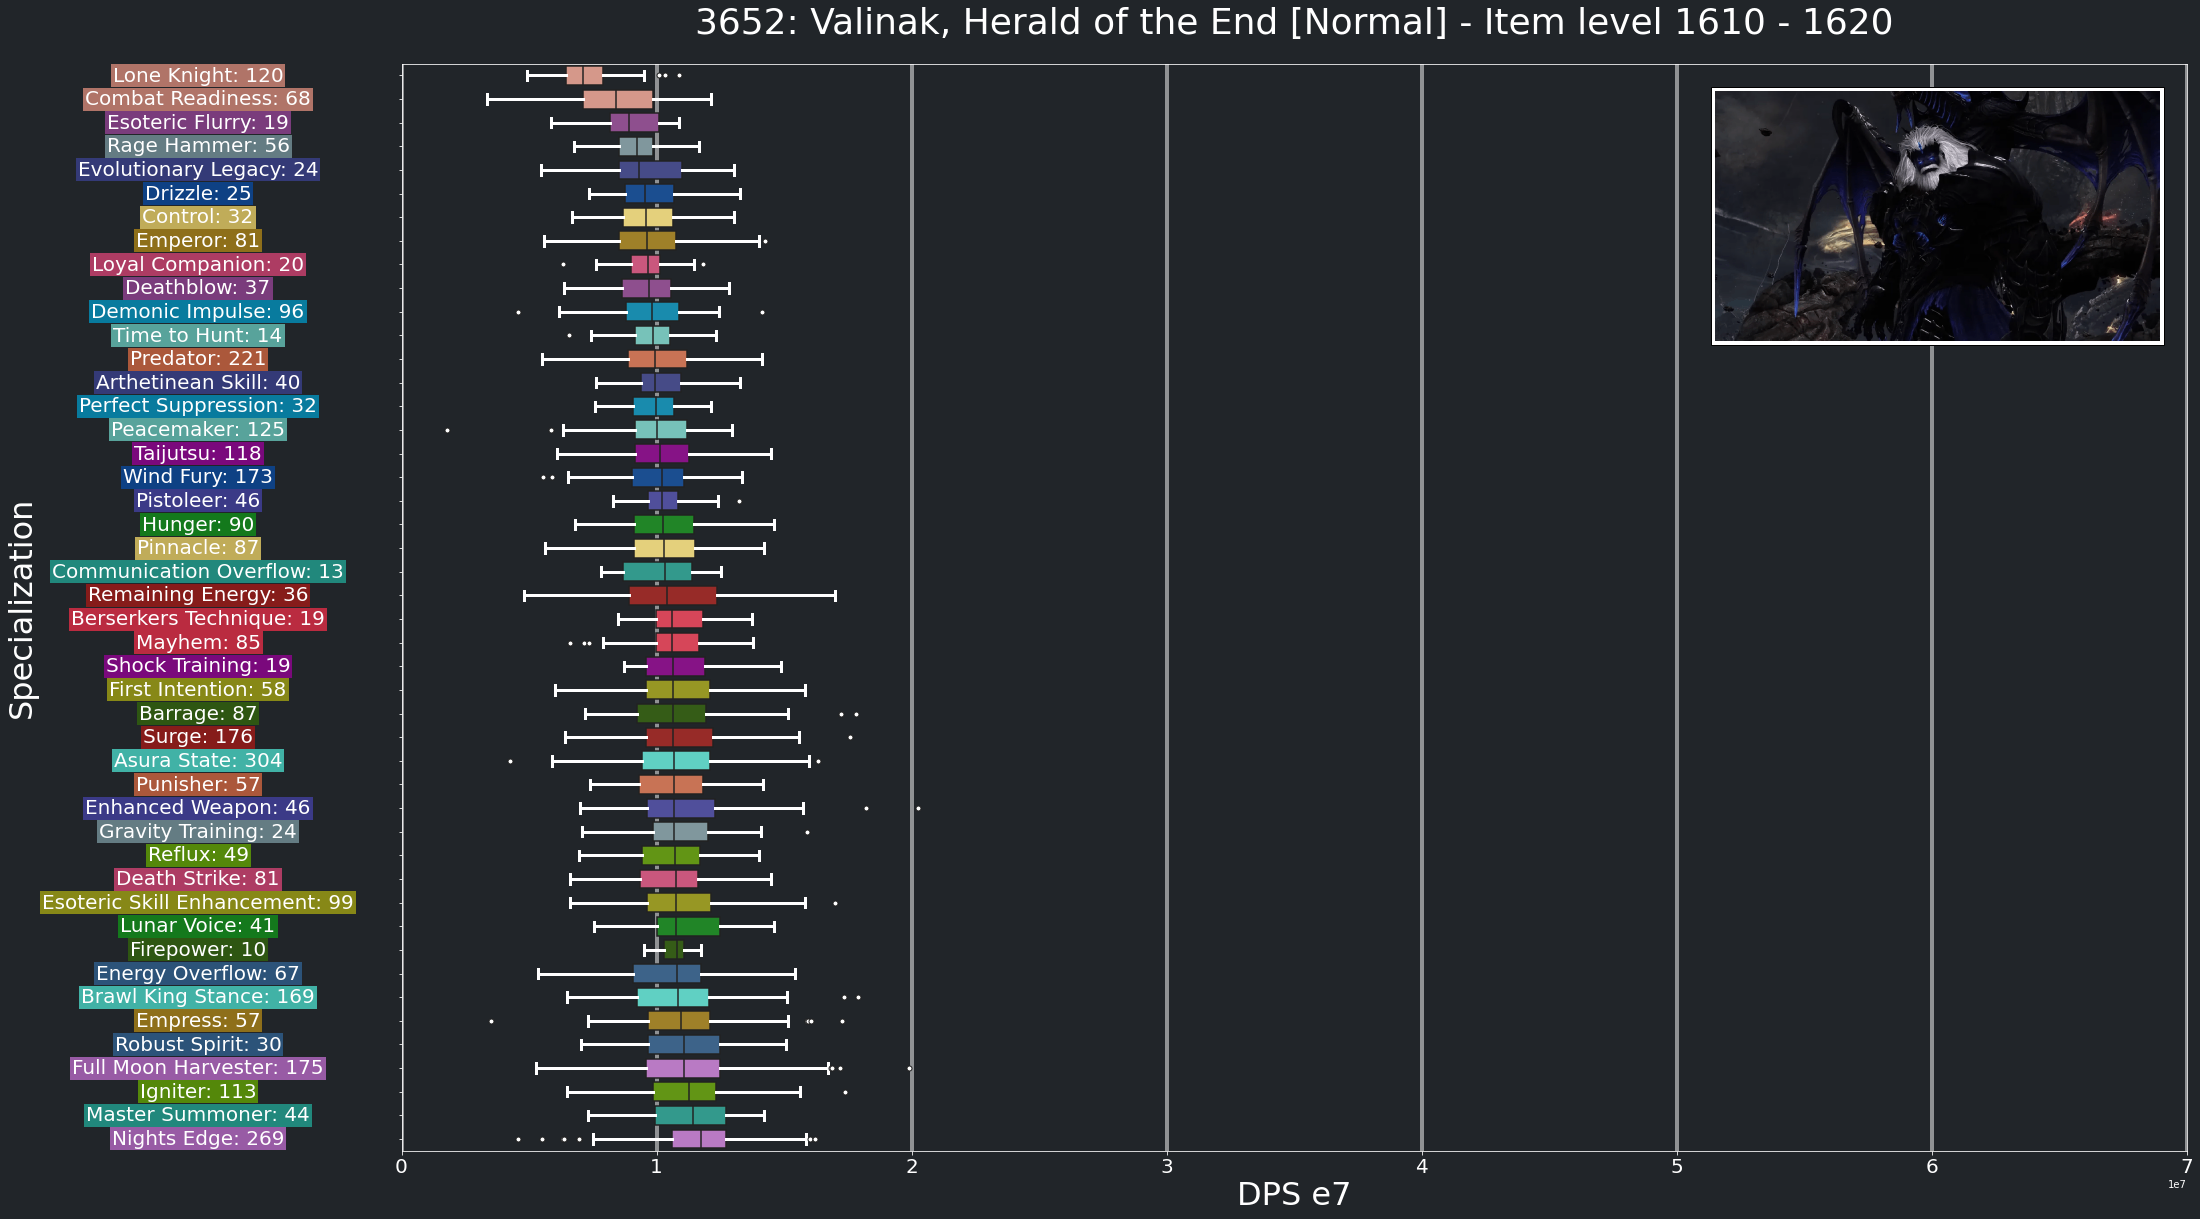 3652: Valinak, Herald of the End [Normal] - Item level 1610 - 1620
Lone Knight: 120
Combat Readiness: 68
Esoteric Flurry: 19
Rage Hammer: 56
Evolutionary Legacy: 24
Drizzle: 25
Control: 32
Emperor: 81
Loyal Companion: 20
Deathblow: 37
Demonic Impulse: 96
Time to Hunt: 14
Predator: 221
Arthetinean Skill: 40
Perfect Suppression: 32
Peacemaker: 125
Taijutsu: 118
Wind Fury: 173
Pistoleer: 46
Hunger: 90
Pinnacle: 87
Communication Overflow: 13
Remaining Energy: 36
Berserkers Technique: 19
Mayhem: 85
Shock Training: 19
First Intention: 58
Barrage: 87
Surge: 176
Asura State: 304
Punisher: 57
Enhanced Weapon: 46
Gravity Training: 24
Reflux: 49
Death Strike: 81
Esoteric Skill Enhancement: 99
Lunar Voice: 41
Firepower: 10
Energy Overflow: 67
Brawl King Stance: 169
Empress: 57
Robust Spirit: 30
Full Moon Harvester: 175
Igniter: 113
Master Summoner: 44
Nights Edge: 269
Specialization
0 1 2 3 4 5 6 7
1e7
DPS e7